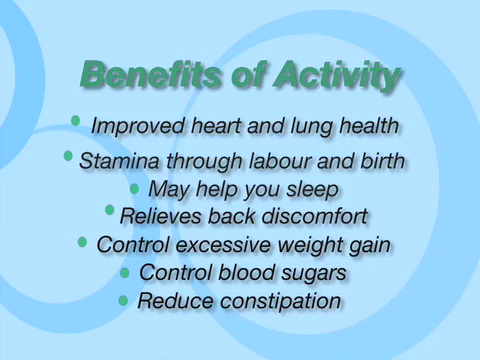 Benefits of Activity
• Improved heart and lung health
• Stamina through labour and birth
• May help you sleep
• Relieves back discomfort
• Control excessive weight gain
• Control blood sugars
• Reduce constipation